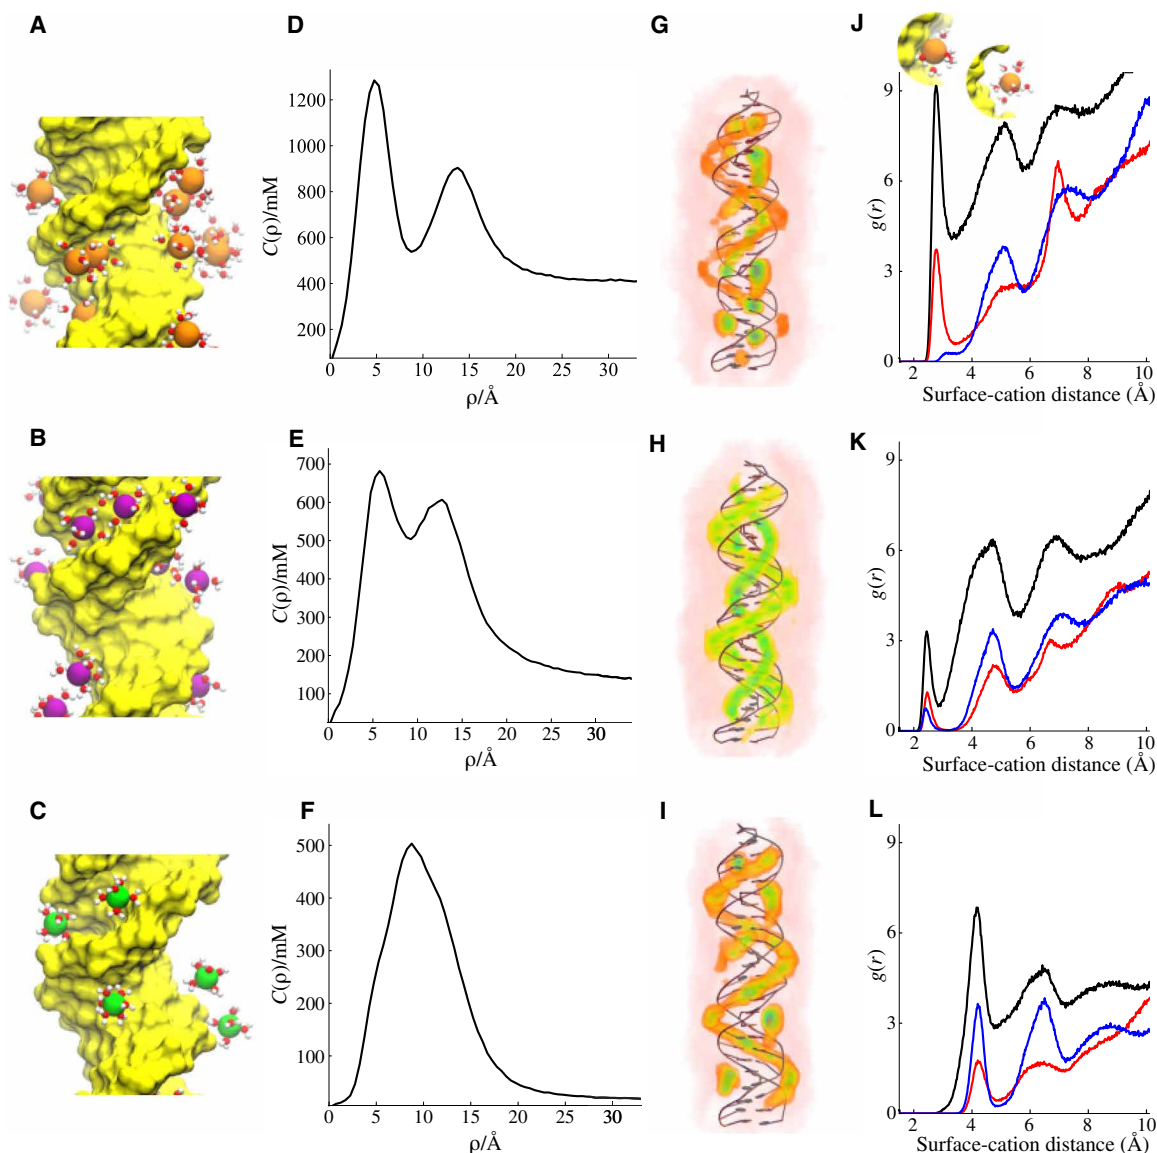 A
D
G
J
1200
1000
800
600
400
200
C(ρ)/mM
0 5 10 15 20 25 30
ρ/Å
9
6
3
0
g(r)
2 4 6 8 10
Surface-cation distance (Å)
B
E
H
K
700
600
500
400
300
200
100
C(ρ)/mM
0 5 10 15 20 25 30
ρ/Å
9
6
3
0
g(r)
2 4 6 8 10
Surface-cation distance (Å)
C
F
I
L
500
400
300
200
100
C(ρ)/mM
0 5 10 15 20 25 30
ρ/Å
9
6
3
0
g(r)
2 4 6 8 10
Surface-cation distance (Å)